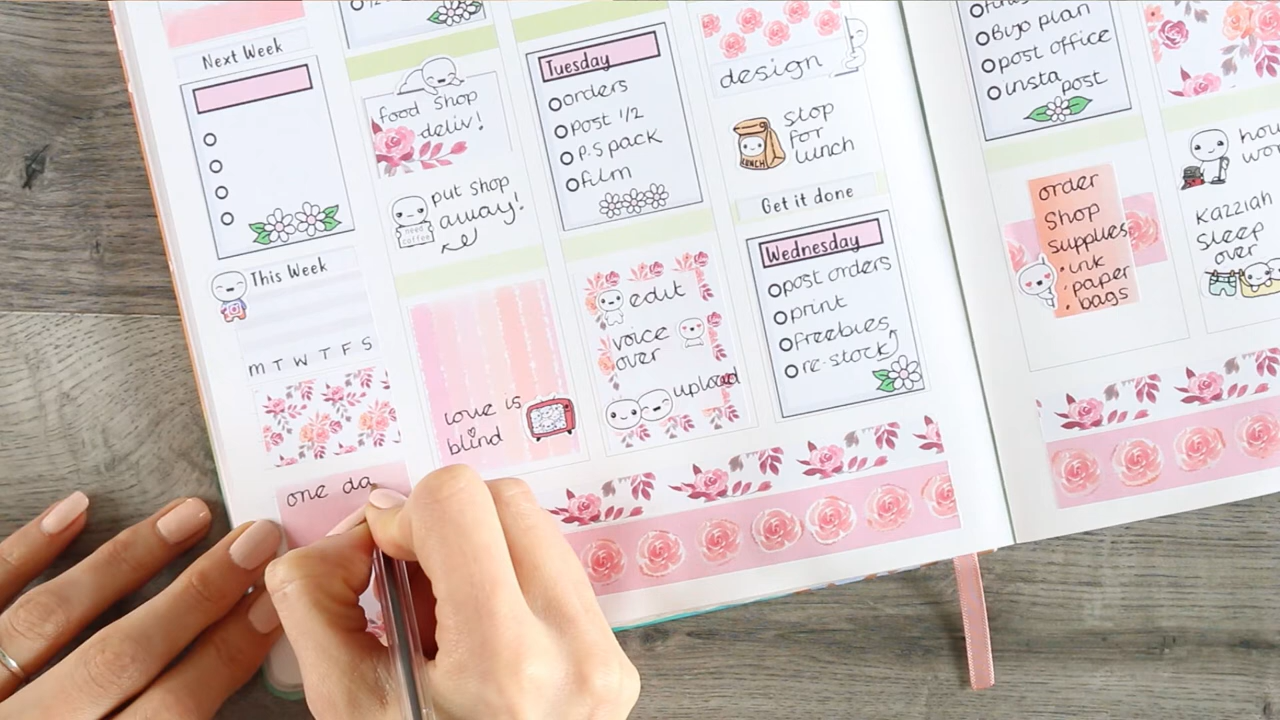 Next Week
This Week
M T W T F S
one da
food shop
deliv!
put shop
away!
need
coffee
love is
blind
Tuesday
orders
post 1/2
P.S pack
film
edit
voice
over
upload
design
LUNCH
stop
for
lunch
Get it done
Wednesday
post orders
print
freebies
re-stock
Bujo plan
post office
insta post
order
shop
supplies
• ink
• paper
• bags
Kazziah
sleep
over